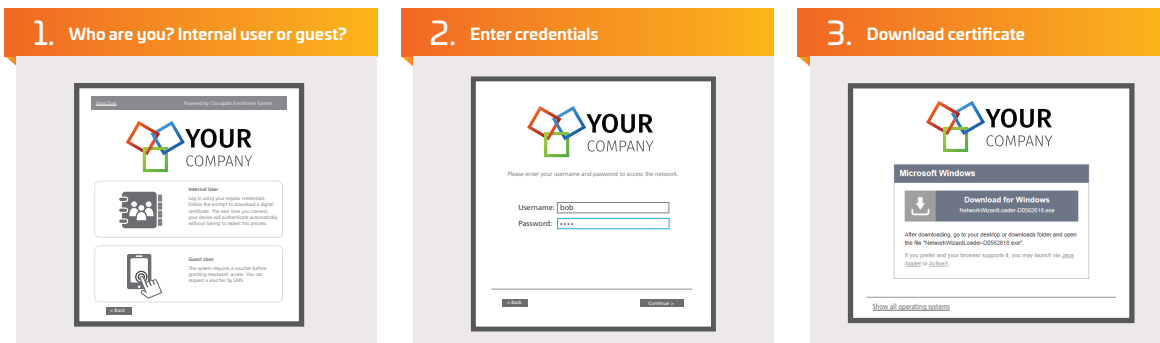 1. Who are you? Internal user or guest?
Start Over Powered by Cloudpath Enrollment System
YOUR
COMPANY
Internal User
Log in using your regular credentials.
Follow the prompt to download a digital
certificate. The next time you connect,
your device will authenticate automatically
without having to repeat this process.
Guest User
The system requires a voucher before
granting newtwork access. You can
request a voucher by SMS.
< Back
2. Enter credentials
YOUR
COMPANY
Please enter your username and password to access the network.
Username: bob
Password: ••••
< Back Continue >
3. Download certificate
YOUR
COMPANY
Microsoft Windows
Download for Windows
NetworkWizardLoader-D0562618.exe
After downloading, go to your desktop or downloads folder and open
the file "NetworkWizardLoader-D0562618.exe".
If you prefer and your browser supports it, you may launch via Java
Applet or ActiveX.
Show all operating systems